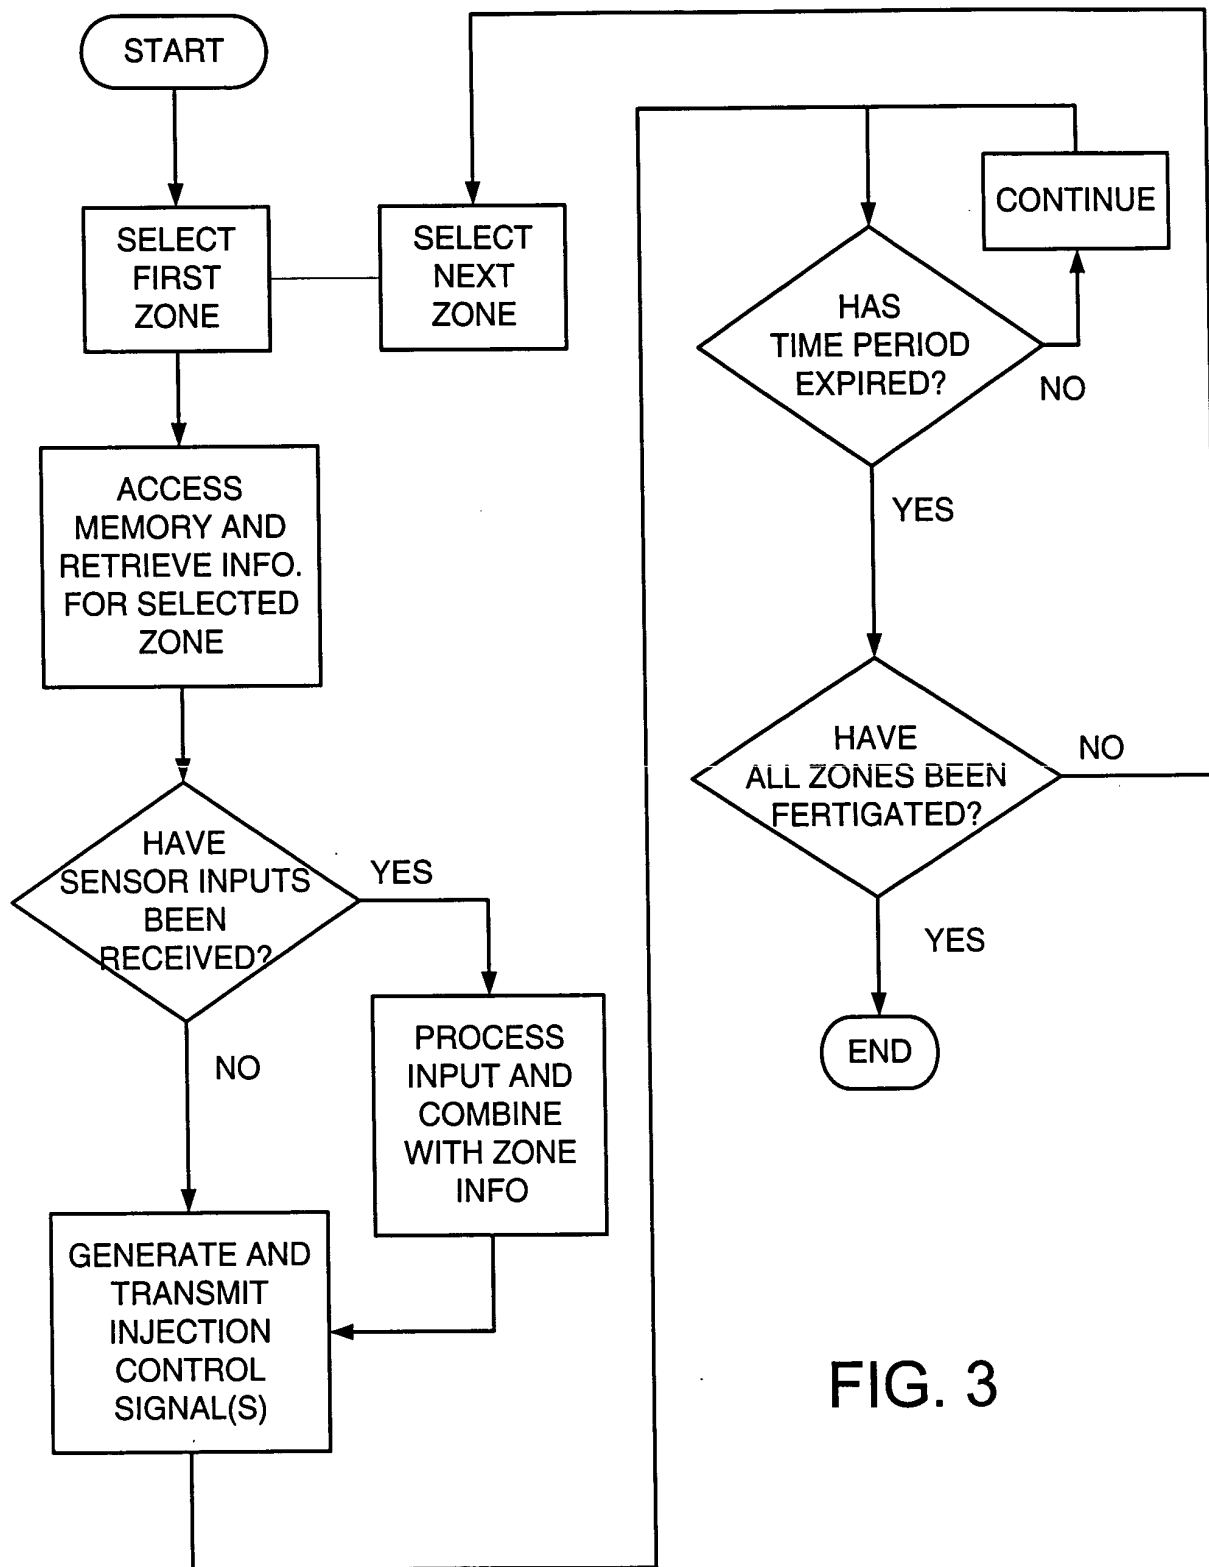 START
SELECT
FIRST
ZONE
SELECT
NEXT
ZONE
ACCESS
MEMORY AND
RETRIEVE INFO.
FOR SELECTED
ZONE
HAVE
SENSOR INPUTS
BEEN
RECEIVED?
YES
NO
PROCESS
INPUT AND
COMBINE
WITH ZONE
INFO
GENERATE AND
TRANSMIT
INJECTION
CONTROL
SIGNAL(S)
CONTINUE
HAS
TIME PERIOD
EXPIRED?
NO
YES
HAVE
ALL ZONES BEEN
FERTIGATED?
NO
YES
END
FIG. 3